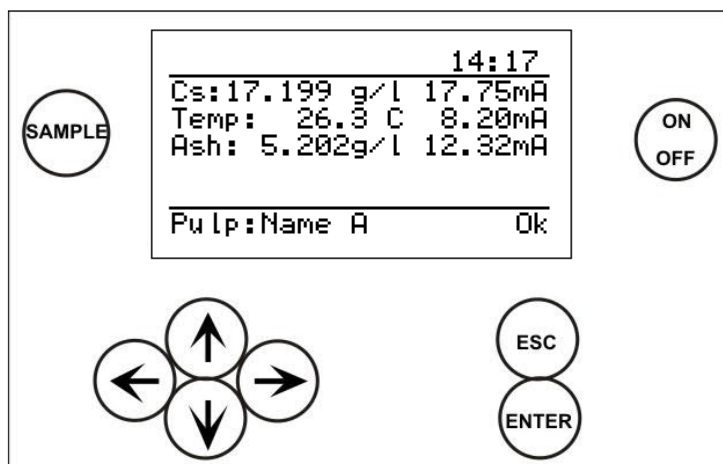 14:17
Cs:17.199 g/l 17.75mA
Temp: 26.3 C 8.20mA
Ash: 5.202g/l 12.32mA
Pulp:Name A Ok
SAMPLE
ON
OFF
ESC
ENTER